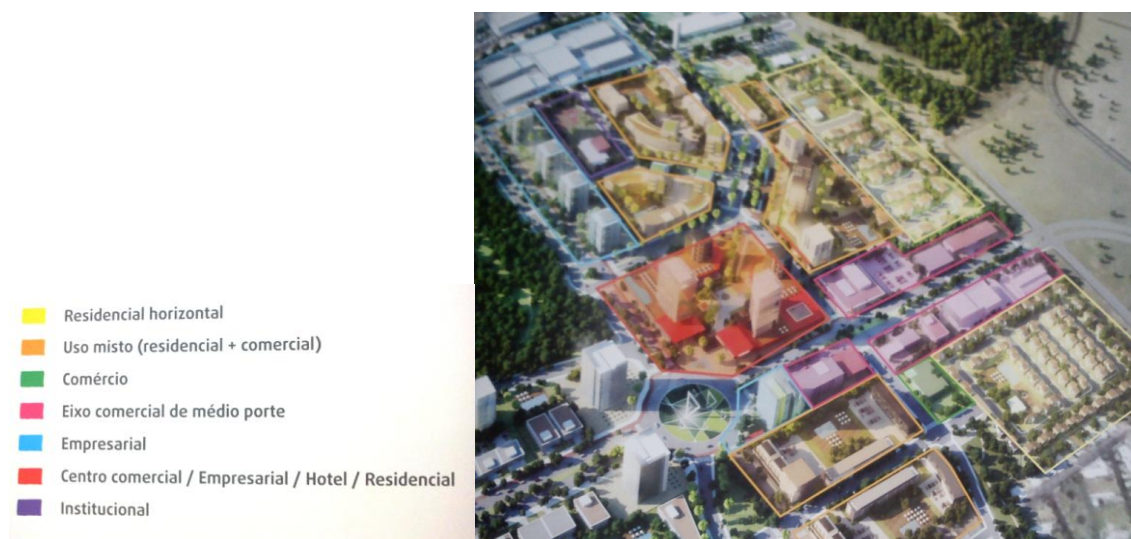 Residencial horizontal
Uso misto (residencial + comercial)
Comércio
Eixo comercial de médio porte
Empresarial
Centro comercial / Empresarial / Hotel / Residencial
Institucional